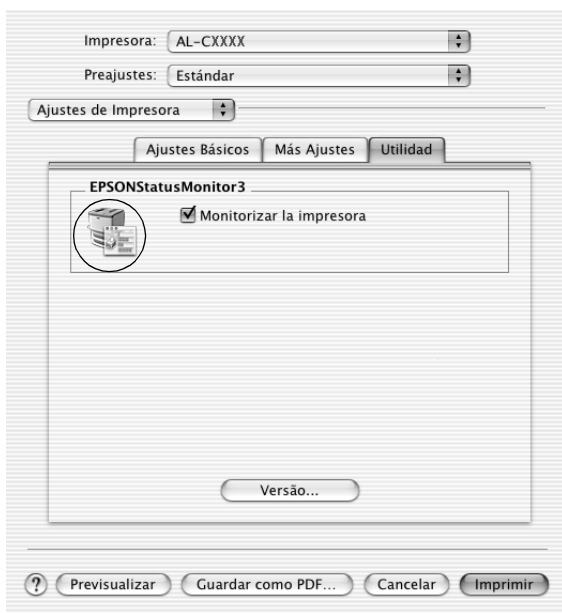 Impresora: AL-CXXXX
Preajustes: Estándar
Ajustes de Impresora
Ajustes Básicos Más Ajustes Utilidad
EPSONStatusMonitor3
Monitorizar la impresora
Versão...
? Previsualizar Guardar como PDF... Cancelar Imprimir